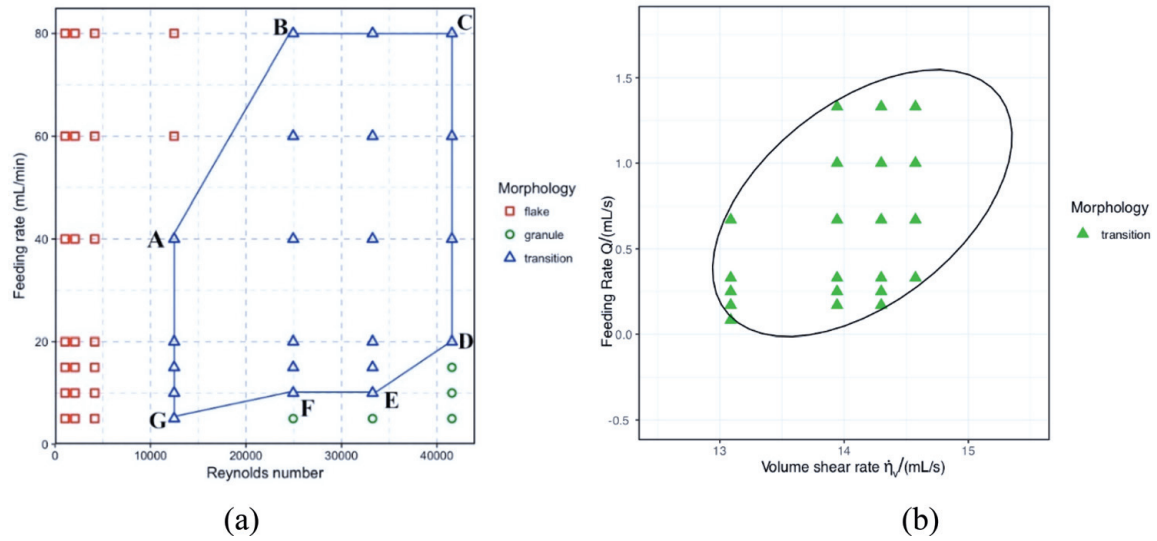 80
60
40
20
0
Feeding rate (mL/min)
0 10000 20000 30000 40000
Reynolds number
A
B
C
D
E
F
G
Morphology
flake
granule
transition
(a)
1.5
1.0
0.5
0.0
-0.5
Feeding Rate Q/(mL/s)
13 14 15
Volume shear rate η̇ᵥ/(mL/s)
Morphology
transition
(b)